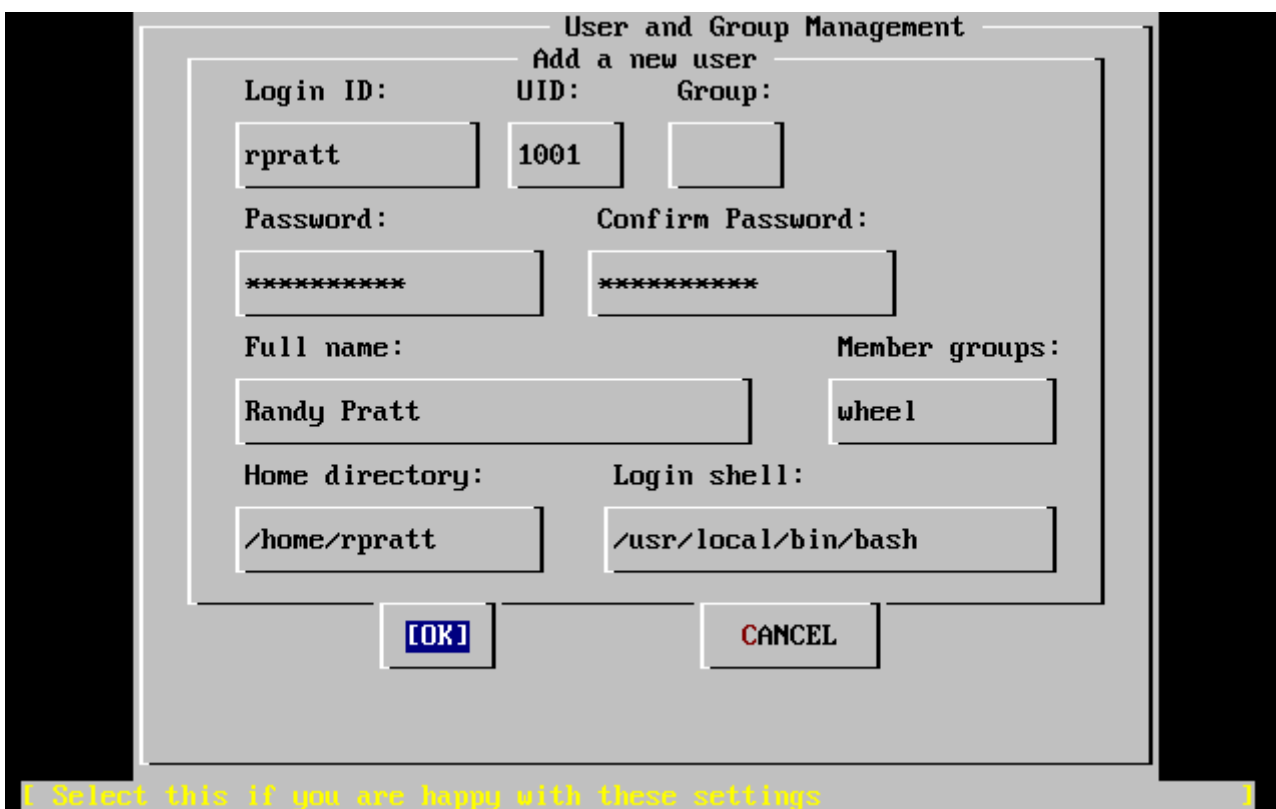 User and Group Management
Add a new user
Login ID: UID: Group:
rpratt 1001
Password: Confirm Password:
********** **********
Full name: Member groups:
Randy Pratt wheel
Home directory: Login shell:
/home/rpratt /usr/local/bin/bash
[OK] CANCEL
[ Select this if you are happy with these settings ]